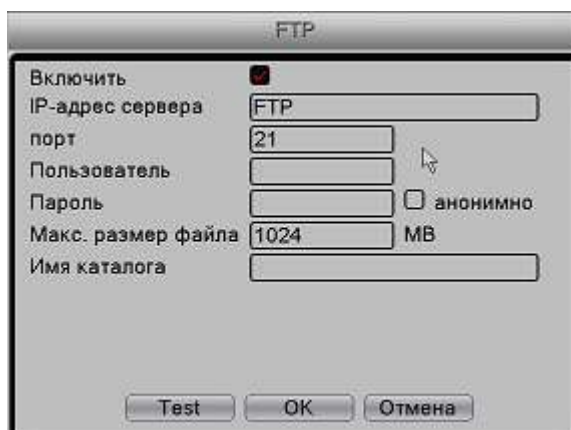 FTP
Включить
IP-адрес сервера FTP
порт 21
Пользователь
Пароль анонимно
Макс. размер файла 1024 MB
Имя каталога
Test OK Отмена